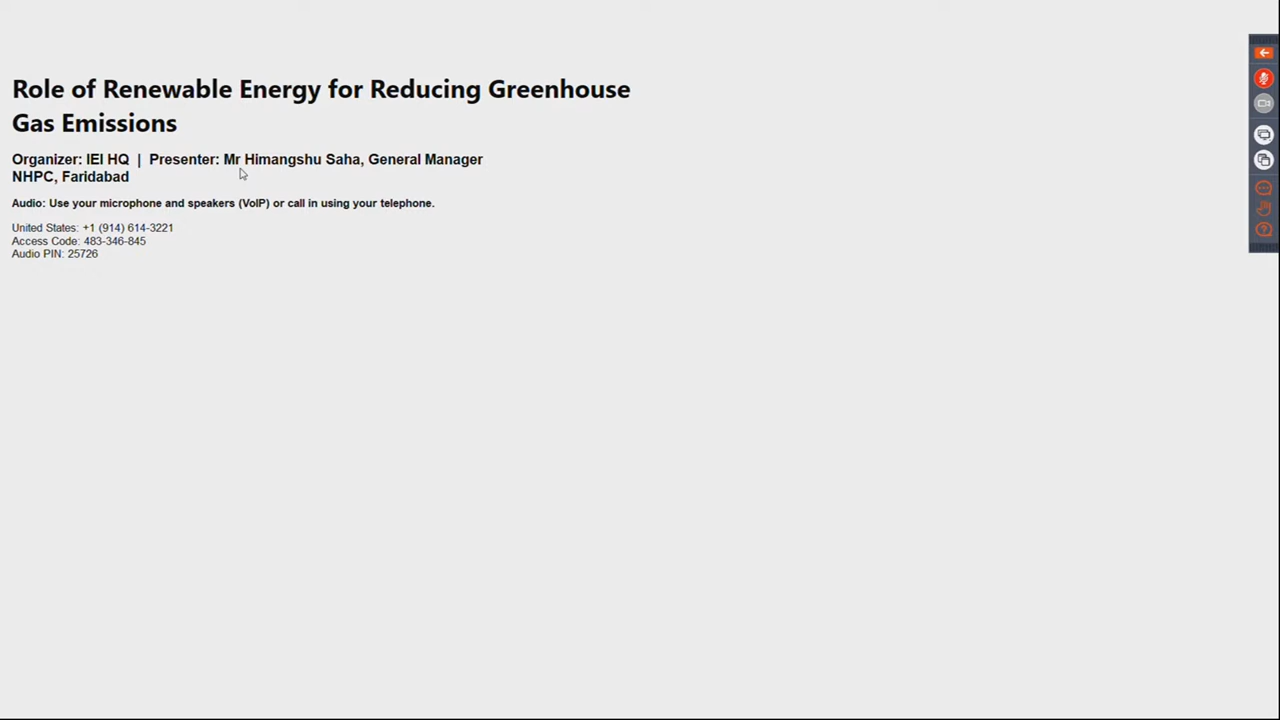 Role of Renewable Energy for Reducing Greenhouse
Gas Emissions
Organizer: IEI HQ | Presenter: Mr Himangshu Saha, General Manager
NHPC, Faridabad
Audio: Use your microphone and speakers (VoIP) or call in using your telephone.
United States: +1 (914) 614-3221
Access Code: 483-346-845
Audio PIN: 25726